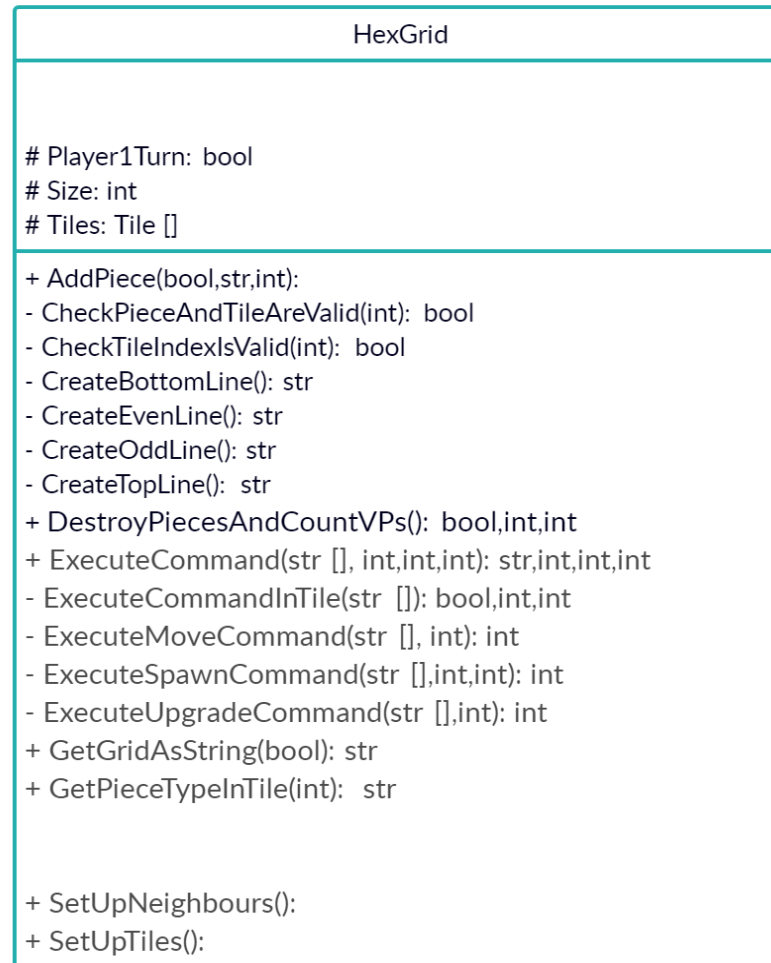 HexGrid
# Player1Turn: bool
# Size: int
# Tiles: Tile []
+ AddPiece(bool,str,int):
- CheckPieceAndTileAreValid(int): bool
- CheckTileIndexIsValid(int): bool
- CreateBottomLine(): str
- CreateEvenLine(): str
- CreateOddLine(): str
- CreateTopLine(): str
+ DestroyPiecesAndCountVPs(): bool,int,int
+ ExecuteCommand(str [], int,int,int): str,int,int,int
- ExecuteCommandInTile(str []): bool,int,int
- ExecuteMoveCommand(str [], int): int
- ExecuteSpawnCommand(str [],int,int): int
- ExecuteUpgradeCommand(str [],int): int
+ GetGridAsString(bool): str
+ GetPieceTypeInTile(int): str
+ SetUpNeighbours():
+ SetUpTiles():